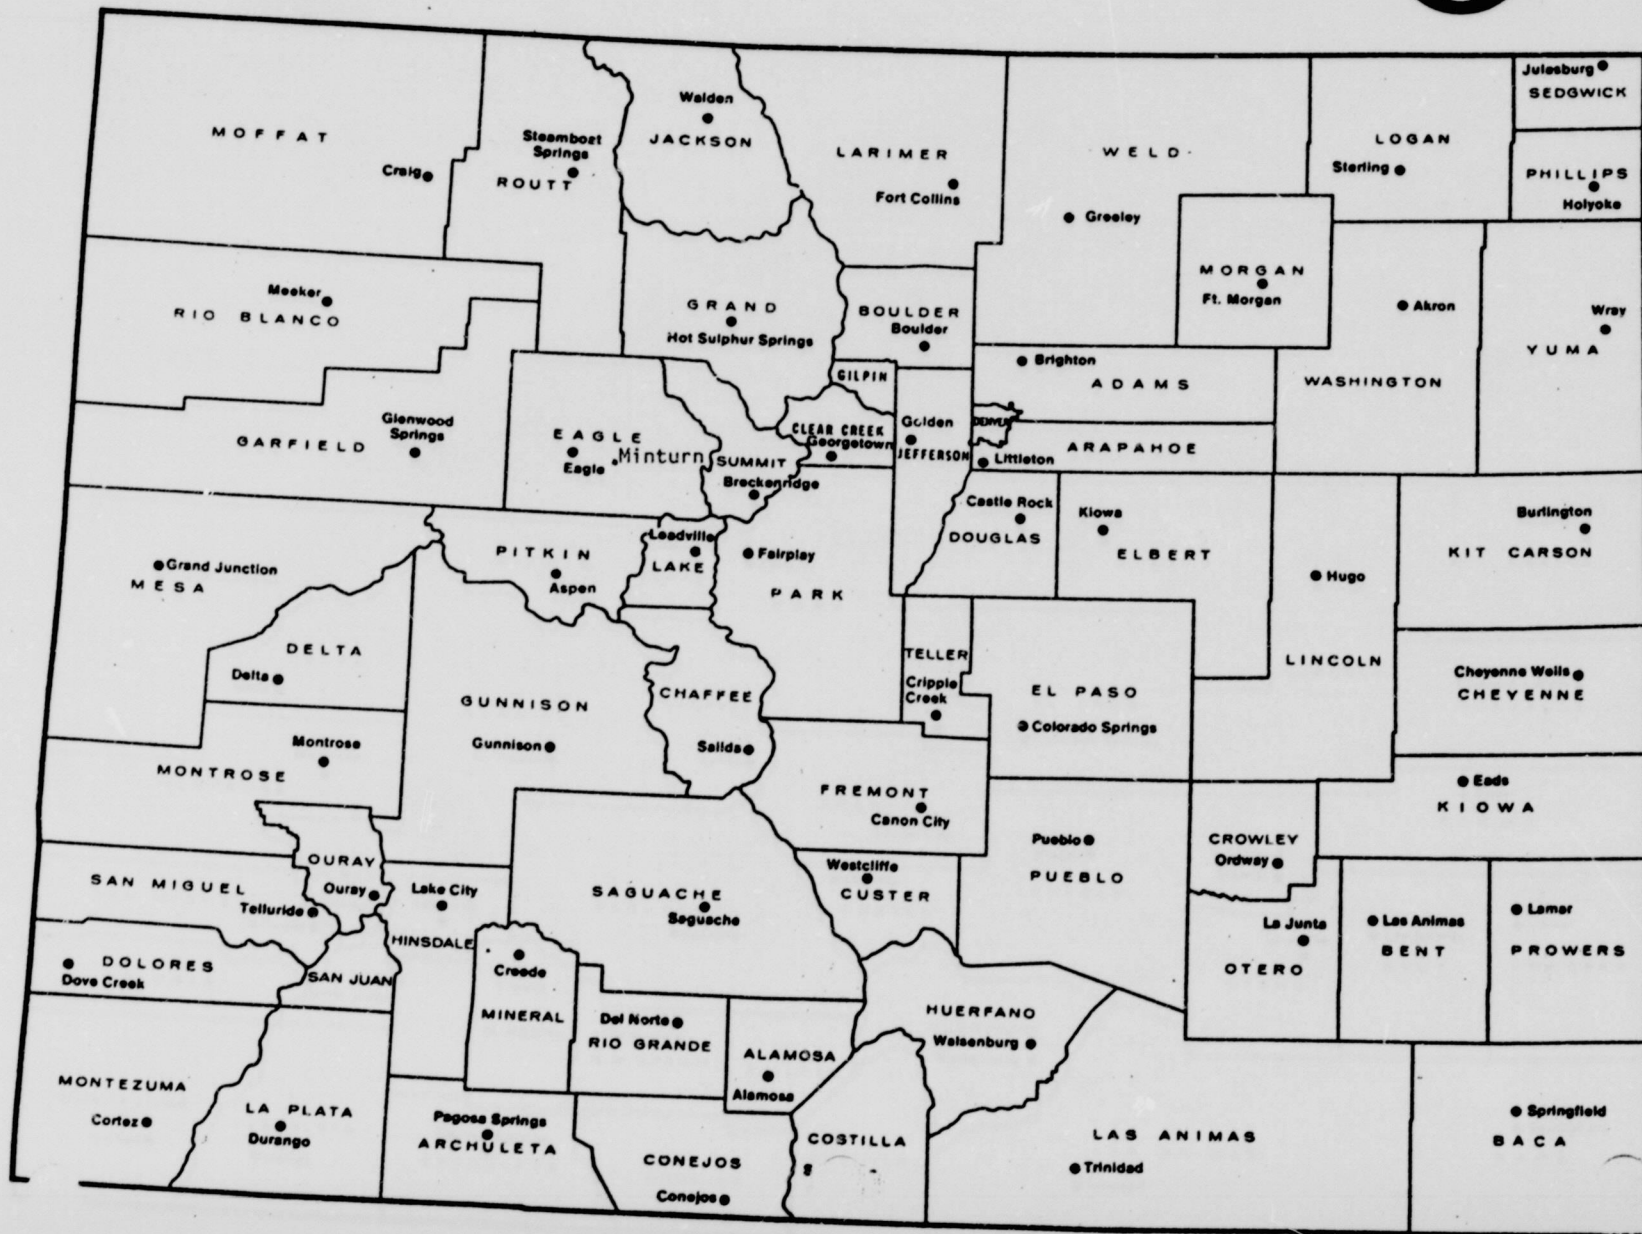 Julesburg
SEDGWICK
Walden
JACKSON
MOFFAT
Craig
Steamboat
Springs
ROUTT
LARIMER
Fort Collins
WELD
Greeley
LOGAN
Sterling
PHILLIPS
Holyoke
MORGAN
Ft. Morgan
Meeker
RIO BLANCO
GRAND
Hot Sulphur Springs
BOULDER
Boulder
Akron
WASHINGTON
Wray
YUMA
GILPIN
Brighton
ADAMS
Glenwood
Springs
GARFIELD
EAGLE
Eagle
Minturn
SUMMIT
Breckenridge
CLEAR CREEK
Georgetown
Golden
JEFFERSON
DENVER
ARAPAHOE
Littleton
Castle Rock
DOUGLAS
Kiowa
ELBERT
Burlington
KIT CARSON
Grand Junction
MESA
PITKIN
Aspen
Leadville
LAKE
Fairplay
PARK
Hugo
LINCOLN
DELTA
Delta
GUNNISON
Gunnison
CHAFFEE
Salida
TELLER
Cripple
Creek
EL PASO
Colorado Springs
Cheyenne Wells
CHEYENNE
Montrose
MONTROSE
FREMONT
Canon City
Eads
KIOWA
OURAY
Ouray
SAN MIGUEL
Telluride
Lake City
HINSDALE
SAGUACHE
Saguache
Westcliffe
CUSTER
Pueblo
PUEBLO
CROWLEY
Ordway
La Junta
OTERO
Las Animas
BENT
Lamar
PROWERS
DOLORES
Dove Creek
SAN JUAN
Creede
MINERAL
Del Norte
RIO GRANDE
ALAMOSA
Alamosa
HUERFANO
Walsenburg
MONTEZUMA
Cortez
LA PLATA
Durango
Pagosa Springs
ARCHULETA
CONEJOS
Conejos
COSTILLA
LAS ANIMAS
Trinidad
Springfield
BACA